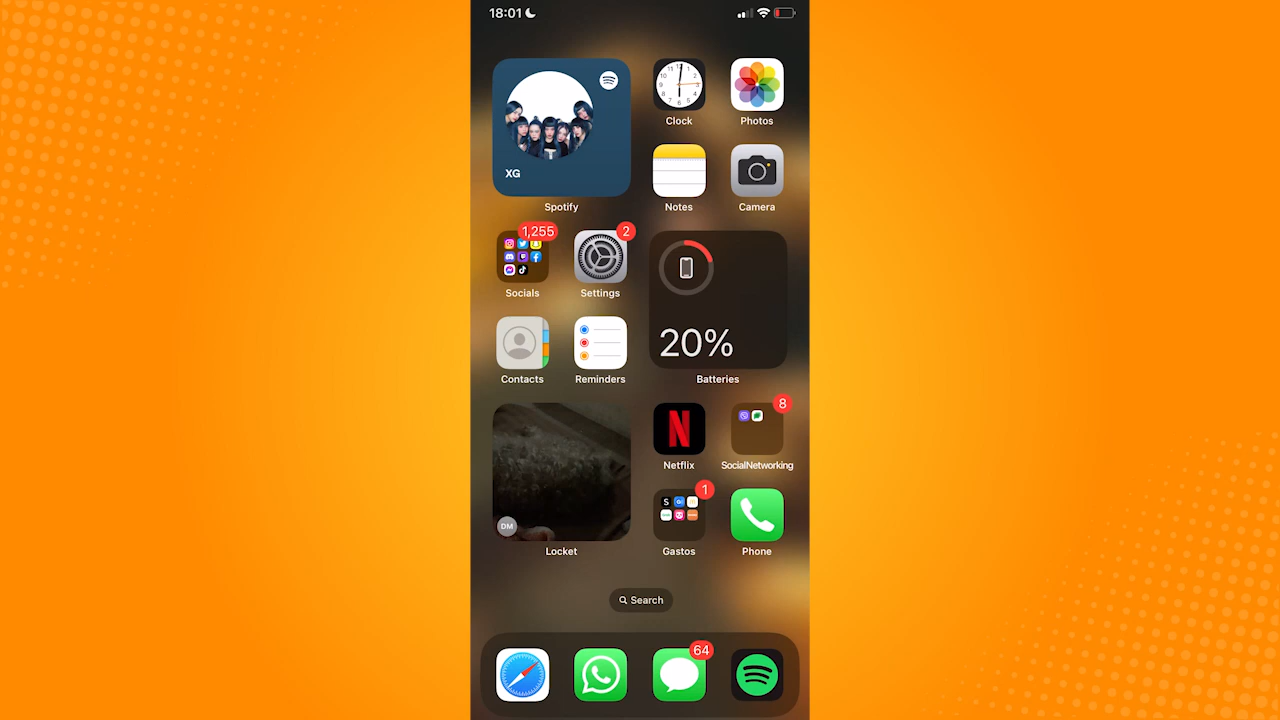 18:01
XG
Spotify
Clock
Photos
Notes
Camera
1,255
2
Socials
Settings
20%
Contacts
Reminders
Batteries
8
Netflix
SocialNetworking
DM
1
S
Locket
Gastos
Phone
Search
64